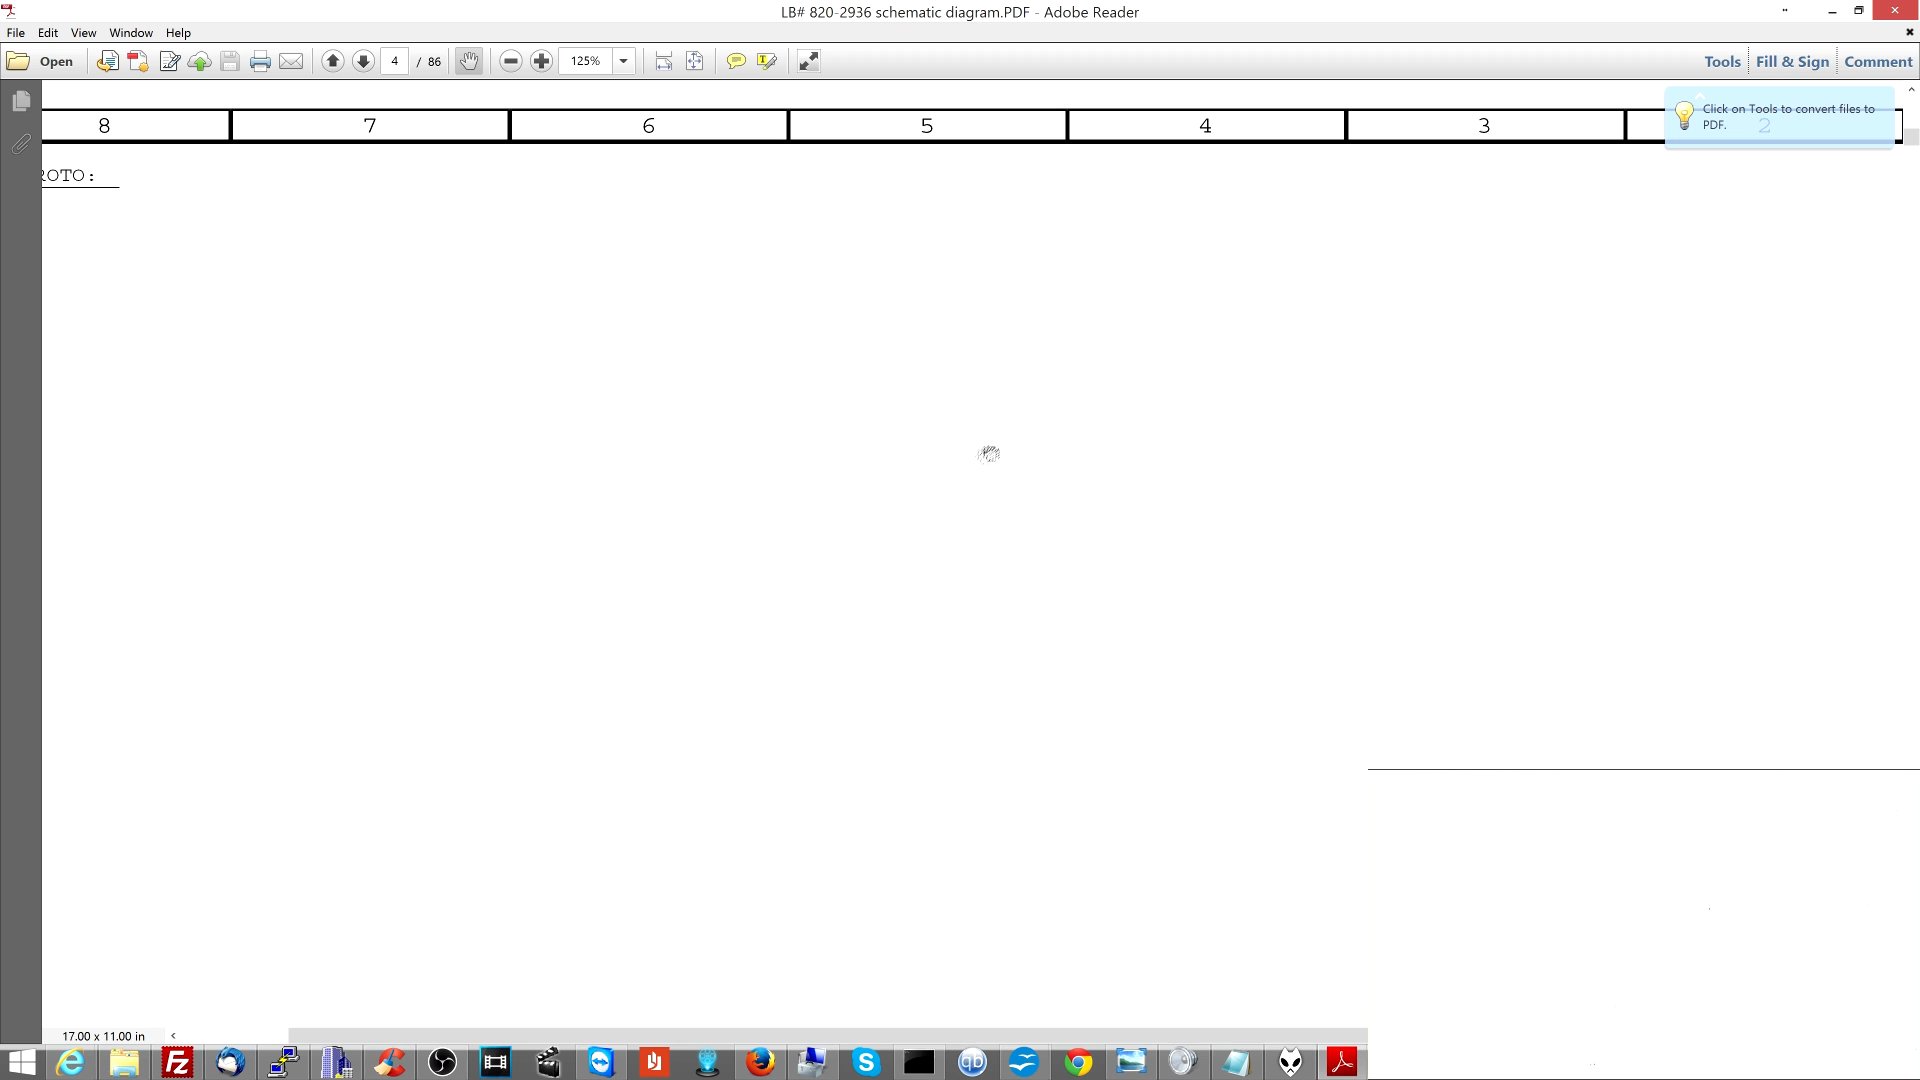 LB# 820-2936 schematic diagram.PDF - Adobe Reader
File Edit View Window Help
Open 4 / 86 125% Tools Fill & Sign Comment
8 7 6 5 4 3 2
Click on Tools to convert files to
PDF.
ROTO:
17.00 x 11.00 in